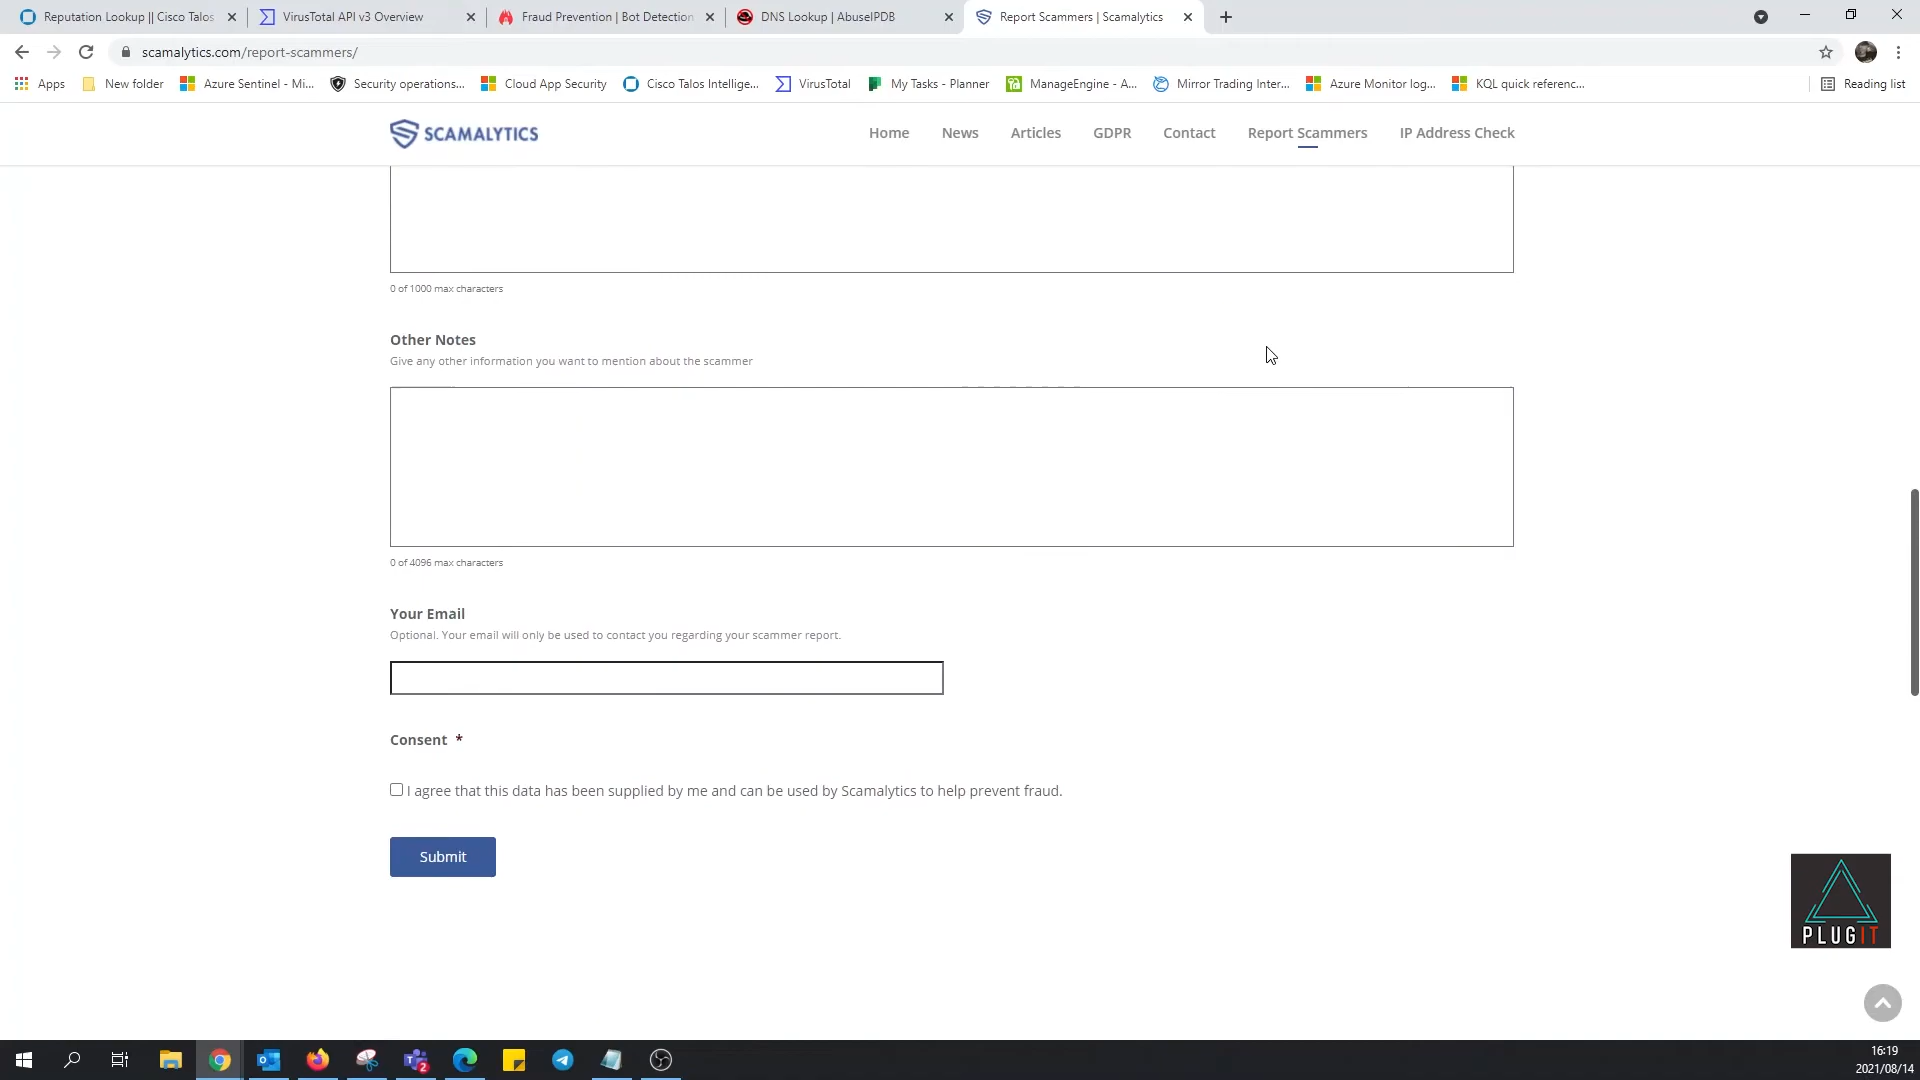 Reputation Lookup || Cisco Talos
VirusTotal API v3 Overview
Fraud Prevention | Bot Detection
DNS Lookup | AbuseIPDB
Report Scammers | Scamalytics
scamalytics.com/report-scammers/
Apps
New folder
Azure Sentinel - Mi...
Security operations...
Cloud App Security
Cisco Talos Intellige...
VirusTotal
My Tasks - Planner
ManageEngine - A...
Mirror Trading Inter...
Azure Monitor log...
KQL quick referenc...
Reading list
SCAMALYTICS
Home
News
Articles
GDPR
Contact
Report Scammers
IP Address Check
0 of 1000 max characters
Other Notes
Give any other information you want to mention about the scammer
0 of 4096 max characters
Your Email
Optional. Your email will only be used to contact you regarding your scammer report.
Consent *
I agree that this data has been supplied by me and can be used by Scamalytics to help prevent fraud.
Submit
PLUGIT
2
16:19
2021/08/14